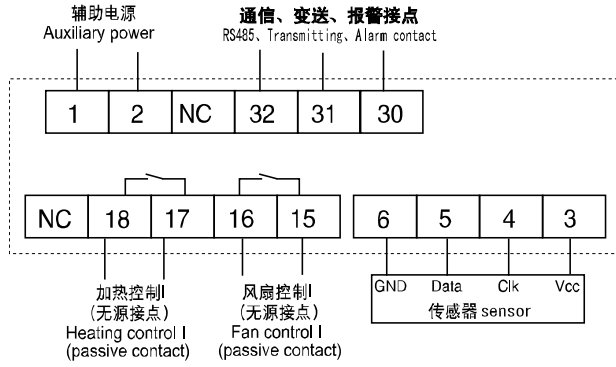 辅助电源
Auxiliary power
通信、变送、报警接点
RS485、Transmitting、Alarm contact
1 2 NC 32 31 30
NC 18 17 16 15 6 5 4 3
GND Data Clk Vcc
传感器 sensor
加热控制I
(无源接点)
Heating control I
(passive contact)
风扇控制I
(无源接点)
Fan control I
(passive contact)